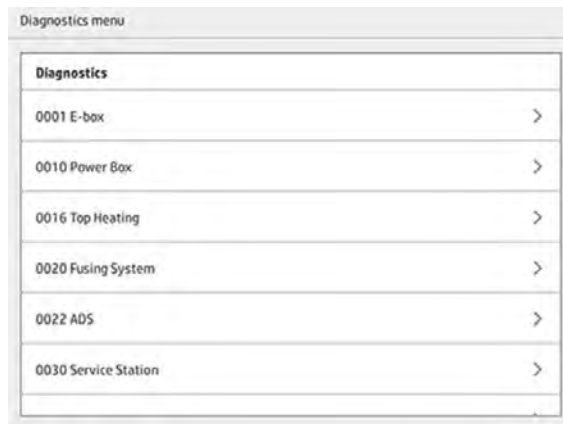 Diagnostics menu
Diagnostics
0001 E-box
0010 Power Box
0016 Top Heating
0020 Fusing System
0022 ADS
0030 Service Station